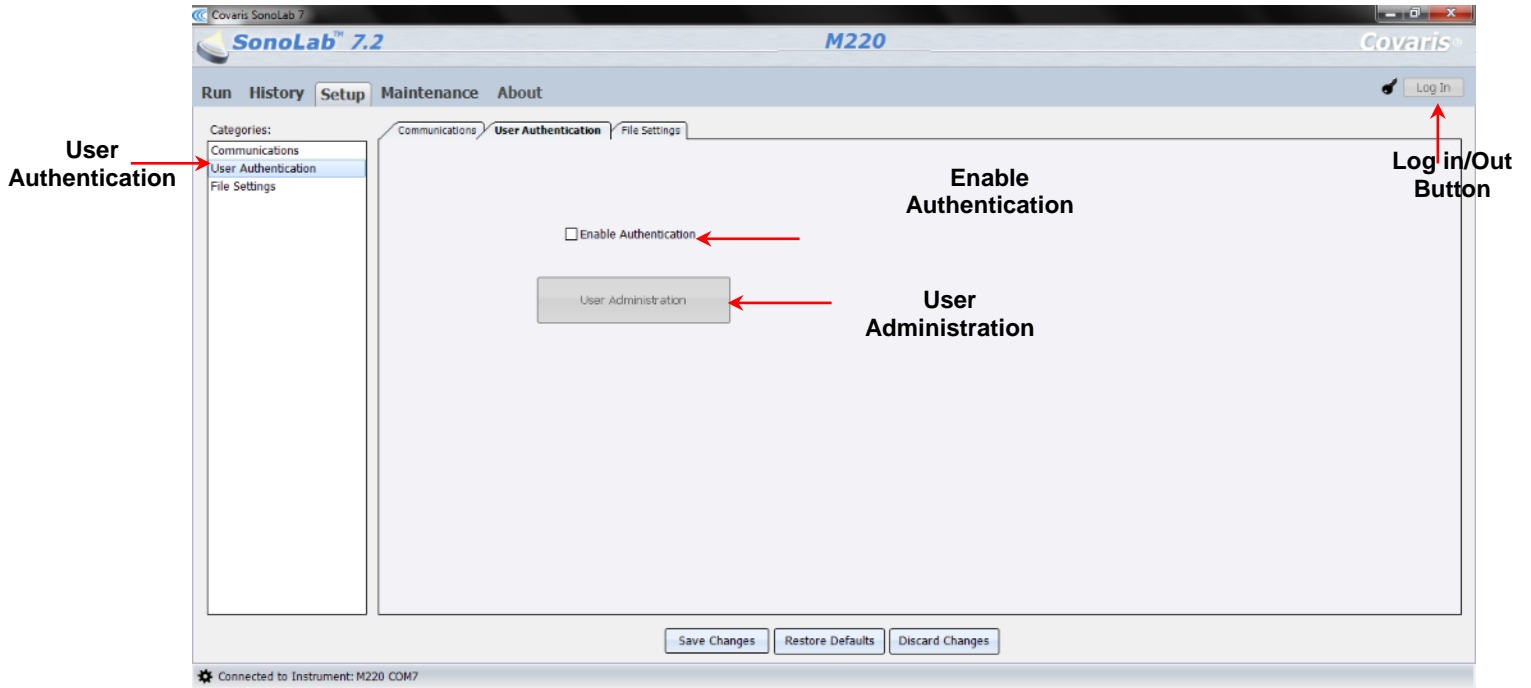 Covaris SonoLab 7
SonoLab™ 7.2
M220
Covaris®
Run History Setup Maintenance About
Log In
Categories:
Communications
User Authentication
File Settings
Communications User Authentication File Settings
User
Authentication
Enable
Authentication
Log in/Out
Button
Enable Authentication
User Administration
User
Administration
Save Changes Restore Defaults Discard Changes
Connected to Instrument: M220 COM7